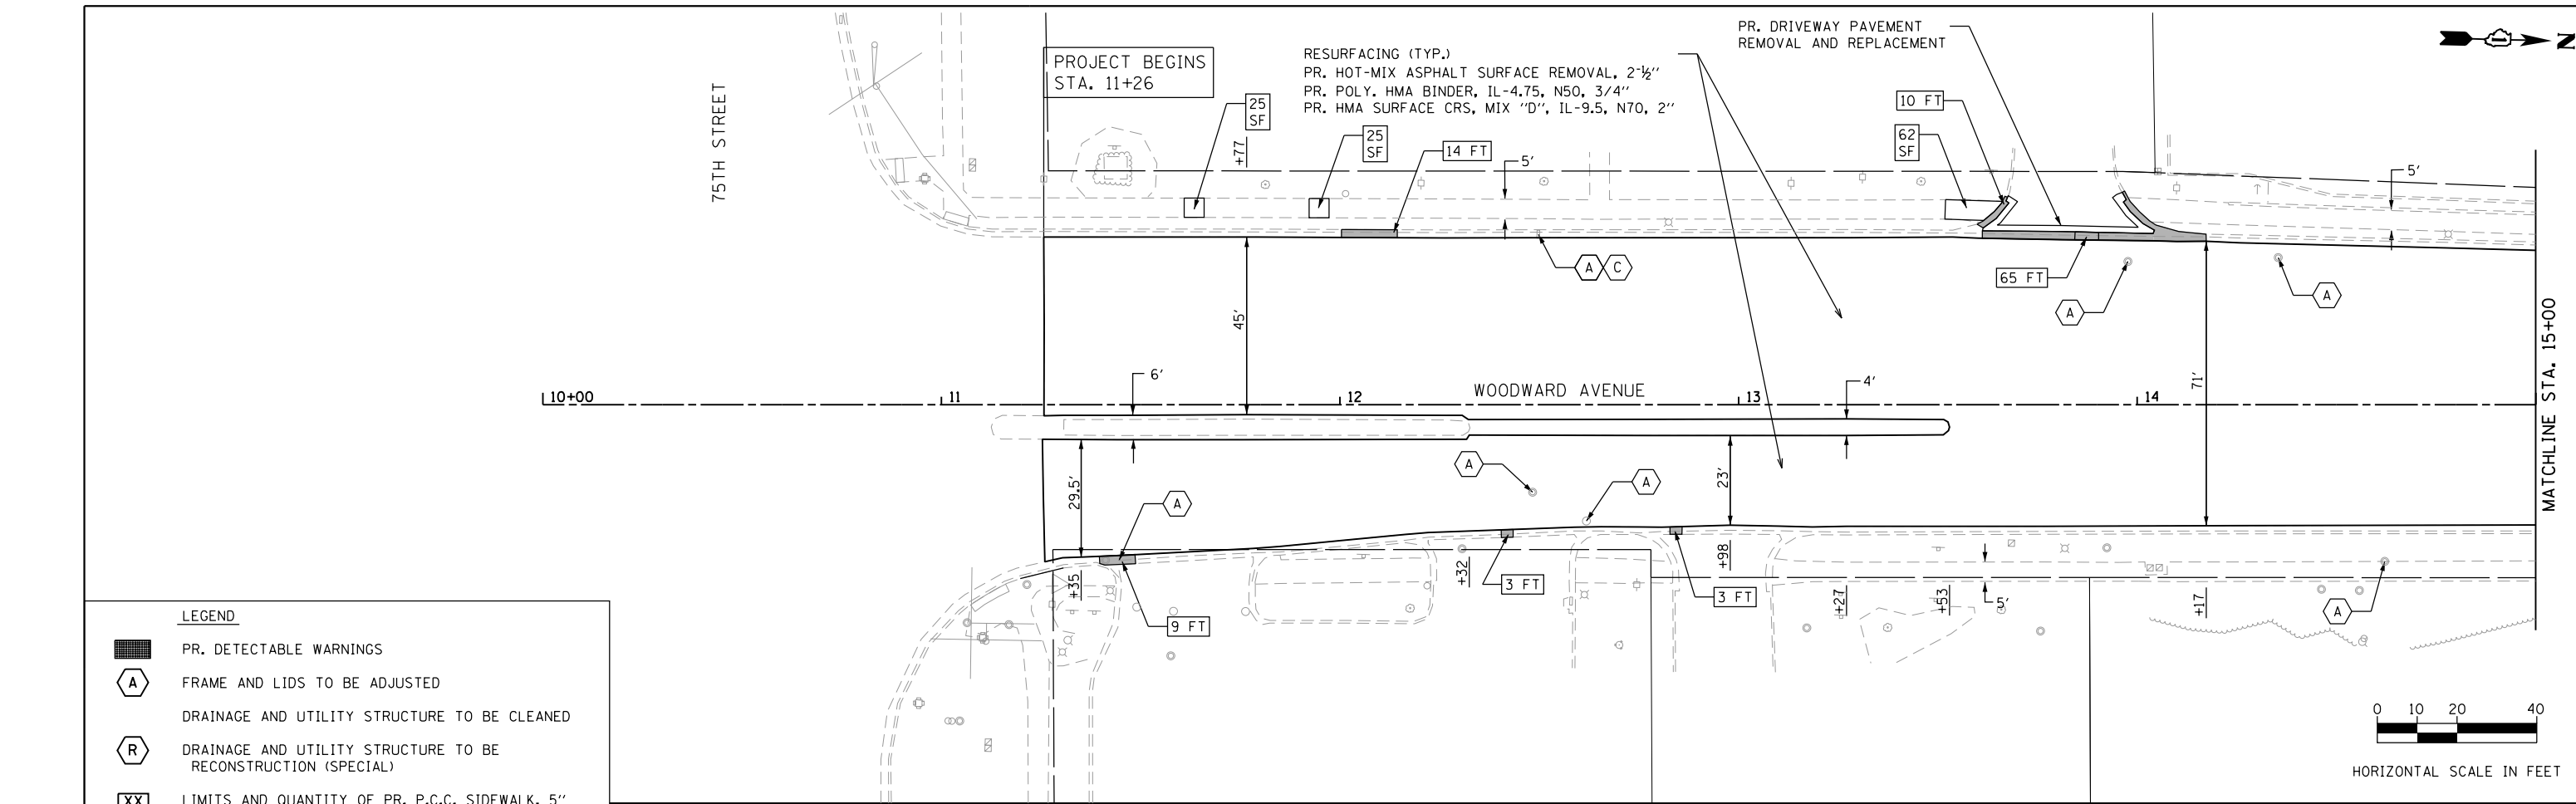 75TH STREET
PROJECT BEGINS
STA. 11+26
RESURFACING (TYP.)
PR. HOT-MIX ASPHALT SURFACE REMOVAL, 2-½"
PR. POLY. HMA BINDER, IL-4.75, N50, 3/4"
PR. HMA SURFACE CRS, MIX "D", IL-9.5, N70, 2"
PR. DRIVEWAY PAVEMENT
REMOVAL AND REPLACEMENT
N
25
SF
+77
25
SF
14 FT
5'
10 FT
62
SF
5'
A
C
65 FT
A
A
45'
71'
10+00
11
12
13
14
WOODWARD AVENUE
MATCHLINE STA. 15+00
6'
4'
29.5'
23'
A
A
A
A
+35
+32
+98
+27
+53
+17
9 FT
3 FT
3 FT
5'
LEGEND
PR. DETECTABLE WARNINGS
A
FRAME AND LIDS TO BE ADJUSTED
DRAINAGE AND UTILITY STRUCTURE TO BE CLEANED
R
DRAINAGE AND UTILITY STRUCTURE TO BE
RECONSTRUCTION (SPECIAL)
XX
LIMITS AND QUANTITY OF PR. P.C.C. SIDEWALK, 5"
0 10 20 40
HORIZONTAL SCALE IN FEET